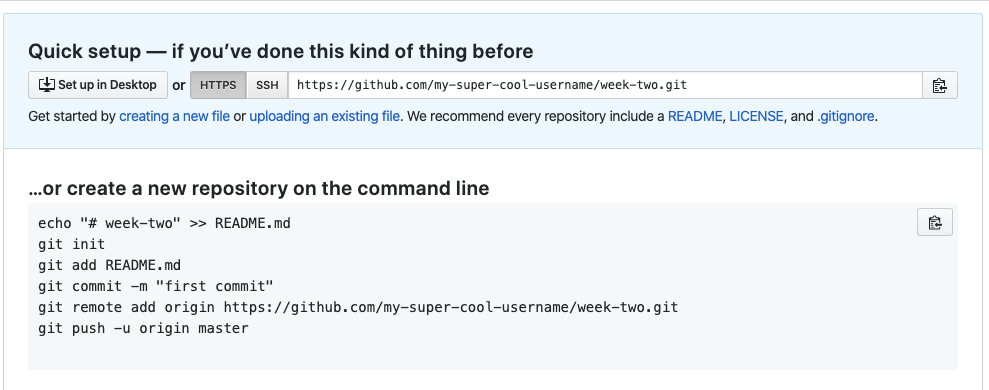 Quick setup — if you’ve done this kind of thing before
Set up in Desktop or HTTPS SSH https://github.com/my-super-cool-username/week-two.git
Get started by creating a new file or uploading an existing file. We recommend every repository include a README, LICENSE, and .gitignore.
…or create a new repository on the command line
echo "# week-two" >> README.md
git init
git add README.md
git commit -m "first commit"
git remote add origin https://github.com/my-super-cool-username/week-two.git
git push -u origin master